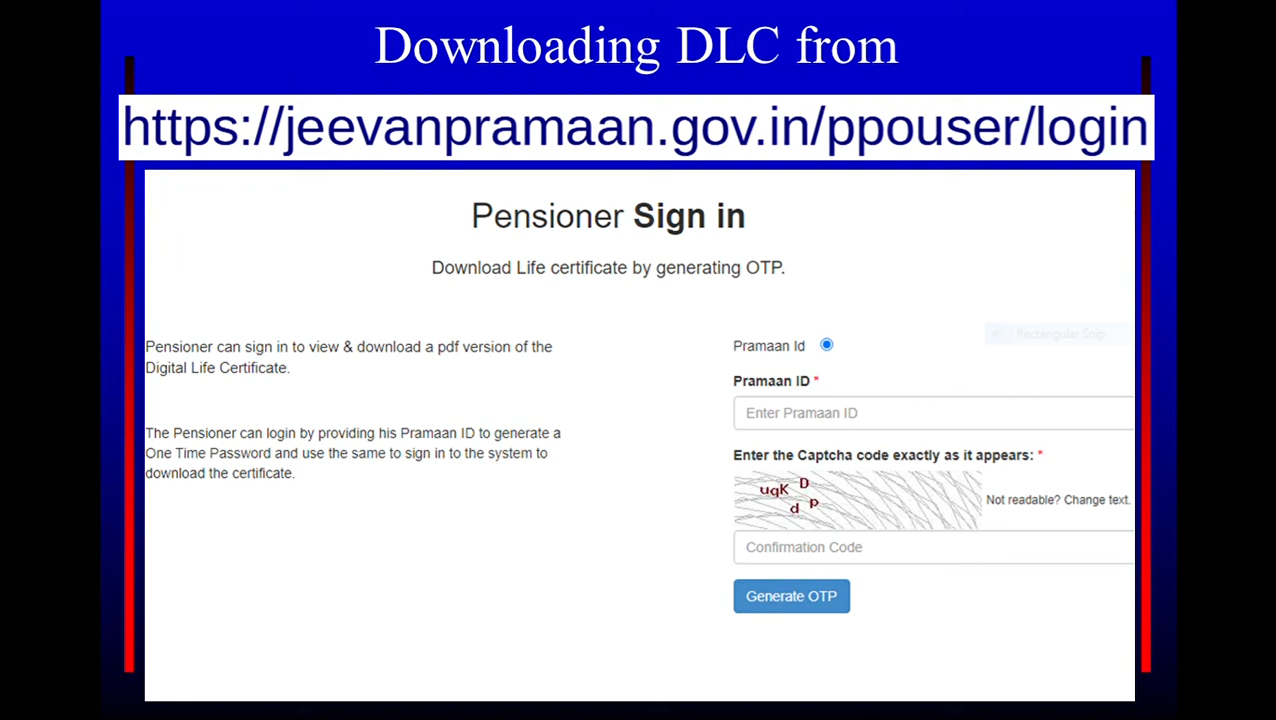 Downloading DLC from
https://jeevanpramaan.gov.in/ppouser/login
Pensioner Sign in
Download Life certificate by generating OTP.
Rectangular Snip
Pensioner can sign in to view & download a pdf version of the
Digital Life Certificate.
Pramaan Id
Pramaan ID *
Enter Pramaan ID
The Pensioner can login by providing his Pramaan ID to generate a
One Time Password and use the same to sign in to the system to
download the certificate.
Enter the Captcha code exactly as it appears: *
uqK D
d p
Not readable? Change text.
Confirmation Code
Generate OTP